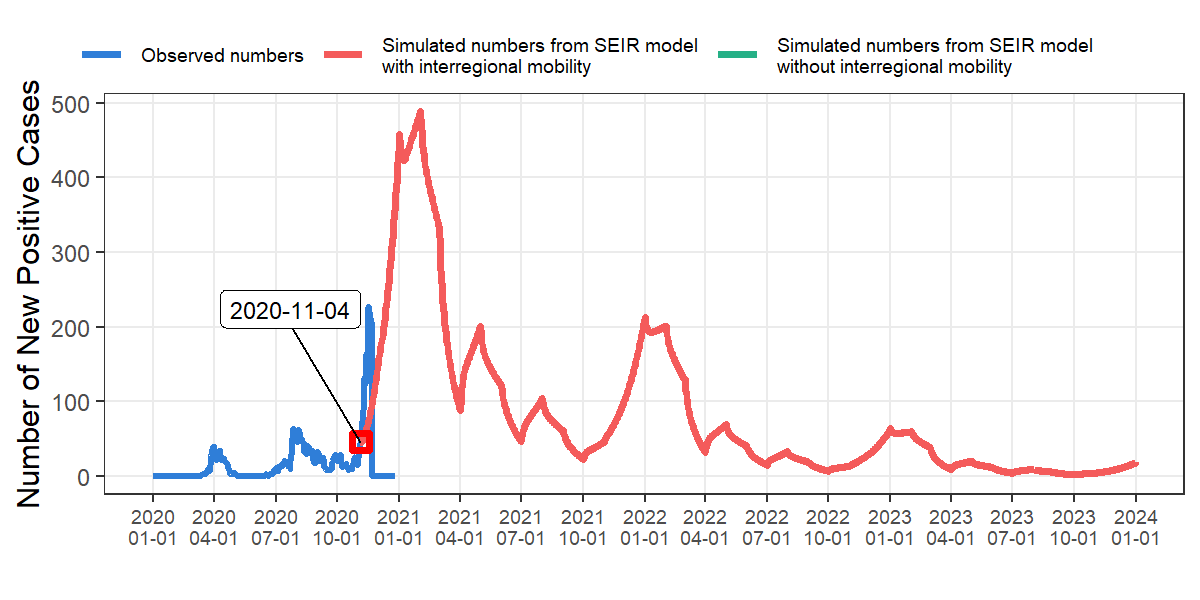 Observed numbers
Simulated numbers from SEIR model
with interregional mobility
Simulated numbers from SEIR model
without interregional mobility
Number of New Positive Cases
500
400
300
200
100
0
2020-11-04
2020 2020 2020 2020 2021 2021 2021 2021 2022 2022 2022 2022 2023 2023 2023 2023 2024
01-01 04-01 07-01 10-01 01-01 04-01 07-01 10-01 01-01 04-01 07-01 10-01 01-01 04-01 07-01 10-01 01-01